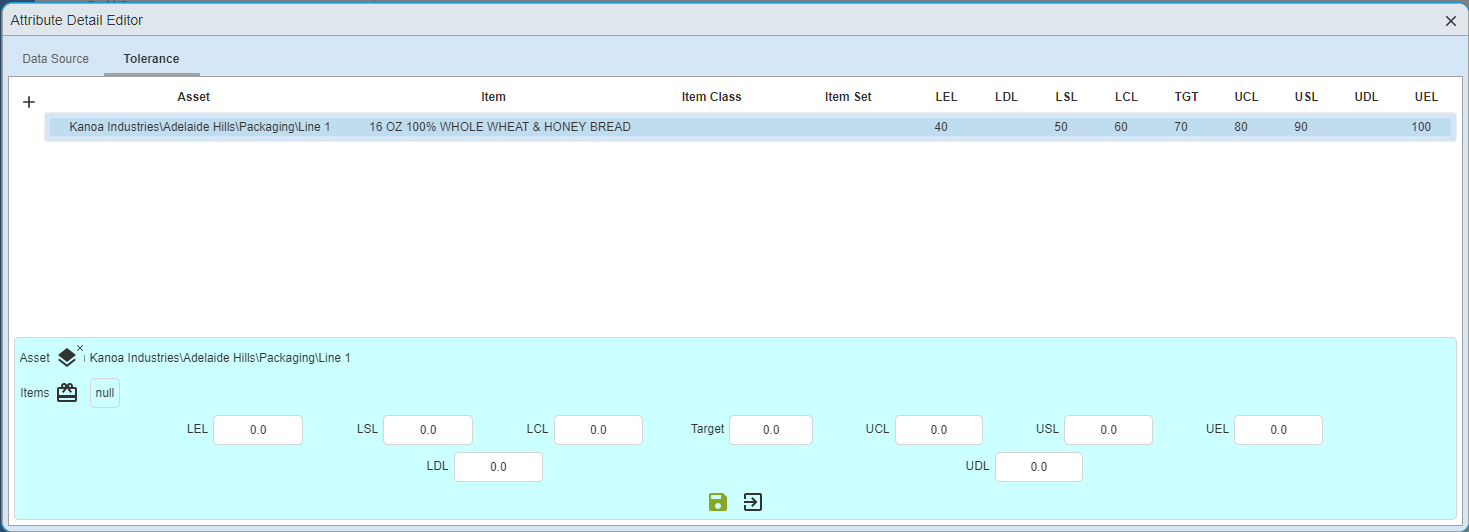 Attribute Detail Editor
Data Source Tolerance
Asset Item Item Class Item Set LEL LDL LSL LCL TGT UCL USL UDL UEL
Kanoa Industries\Adelaide Hills\Packaging\Line 1 16 OZ 100% WHOLE WHEAT & HONEY BREAD 40 50 60 70 80 90 100
Asset Kanoa Industries\Adelaide Hills\Packaging\Line 1
Items null
LEL 0.0 LSL 0.0 LCL 0.0 Target 0.0 UCL 0.0 USL 0.0 UEL 0.0
LDL 0.0 UDL 0.0